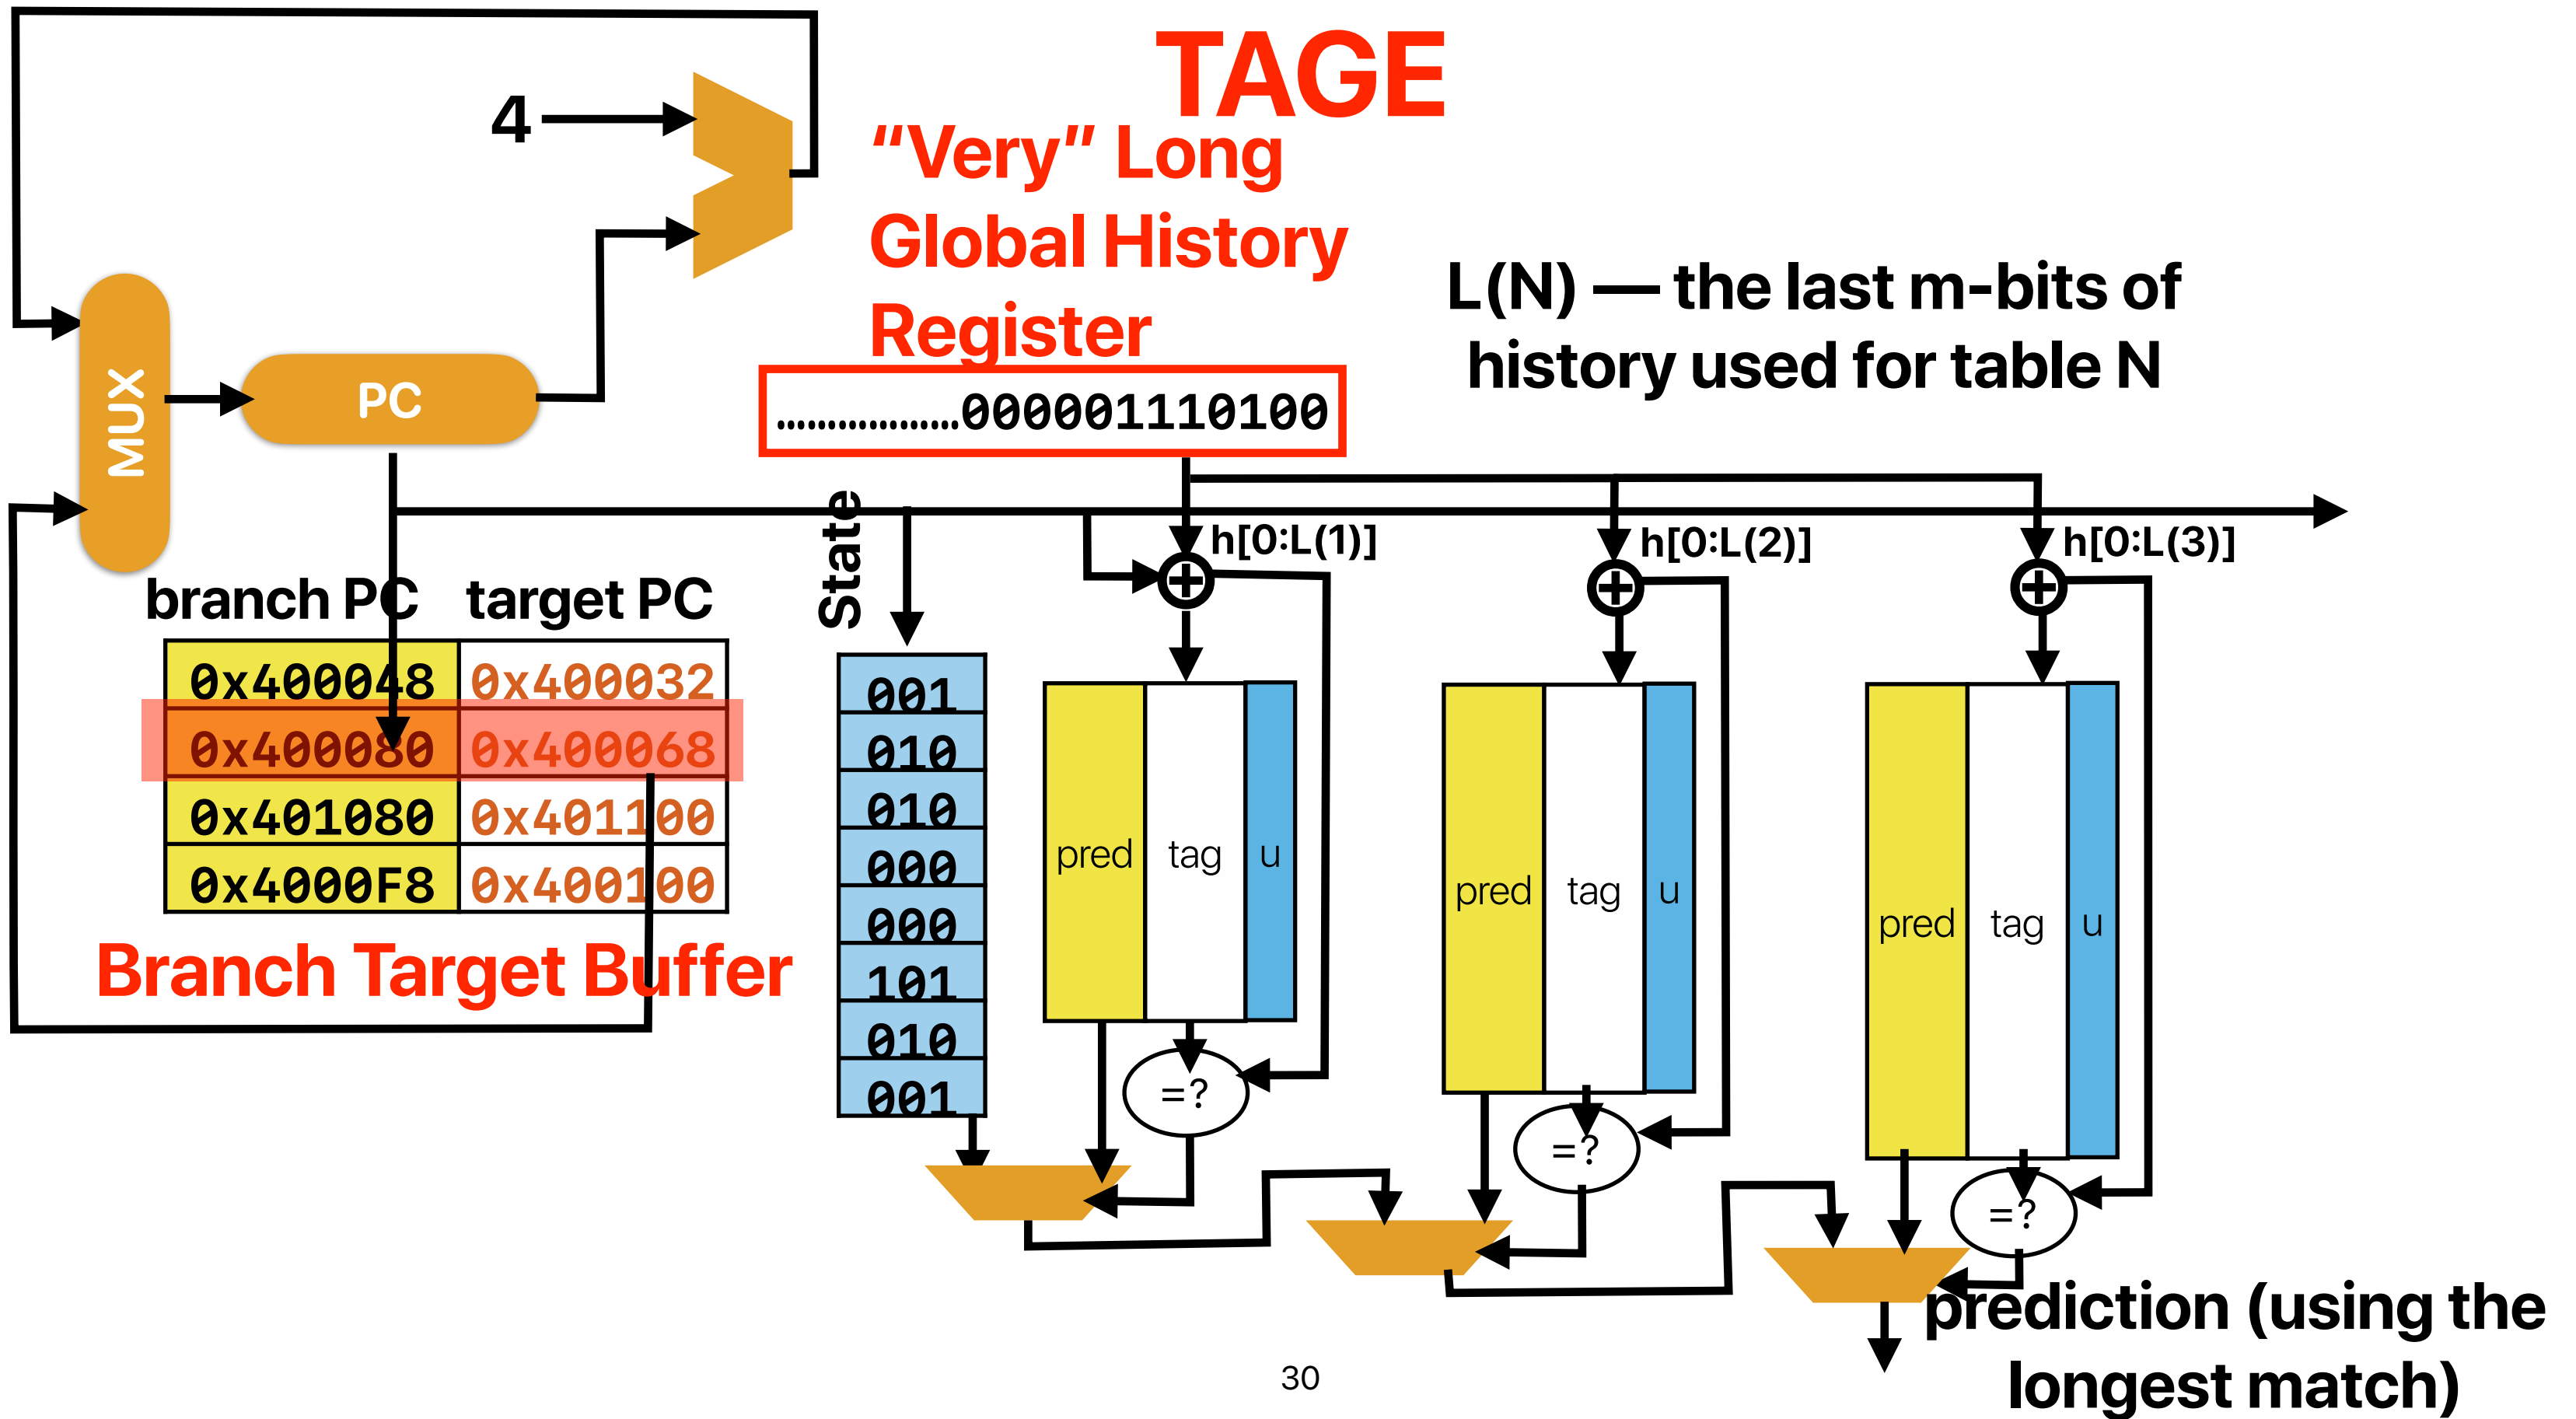 TAGE
4
“Very” Long
Global History
Register
L(N) — the last m-bits of
history used for table N
MUX
PC
..................000001110100
State
h[0:L(1)]
h[0:L(2)]
h[0:L(3)]
branch PC target PC
0x400048 0x400032
0x400080 0x400068
0x401080 0x401100
0x4000F8 0x400100
Branch Target Buffer
001
010
010
000
000
101
010
001
pred tag u
=?
pred tag u
=?
pred tag u
=?
prediction (using the
longest match)
30